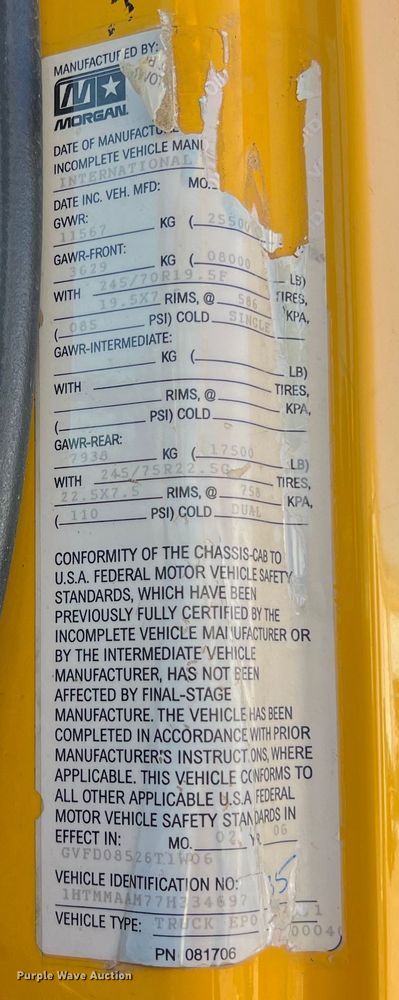 MANUFACTURED BY:
MORGAN
DATE OF MANUFACTURE
INCOMPLETE VEHICLE MANU
INTERNATIONAL
DATE INC. VEH. MFD: MO.
GVWR:
11567 KG ( 25500
GAWR-FRONT:
3629 KG ( 08000 LB)
WITH 245/70R19.5F TIRES,
19.5X7 RIMS, @ 586 KPA,
( 085 PSI) COLD SINGLE
GAWR-INTERMEDIATE:
KG ( LB)
WITH TIRES,
RIMS, @ KPA,
( PSI) COLD
GAWR-REAR:
7938 KG ( 17500 LB)
WITH 245/75R22.5G TIRES,
22.5X7.5 RIMS, @ 758 KPA,
( 110 PSI) COLD DUAL
CONFORMITY OF THE CHASSIS-CAB TO
U.S.A. FEDERAL MOTOR VEHICLE SAFETY
STANDARDS, WHICH HAVE BEEN
PREVIOUSLY FULLY CERTIFIED BY THE
INCOMPLETE VEHICLE MANUFACTURER OR
BY THE INTERMEDIATE VEHICLE
MANUFACTURER, HAS NOT BEEN
AFFECTED BY FINAL-STAGE
MANUFACTURE. THE VEHICLE HAS BEEN
COMPLETED IN ACCORDANCE WITH PRIOR
MANUFACTURER'S INSTRUCTIONS, WHERE
APPLICABLE. THIS VEHICLE CONFORMS TO
ALL OTHER APPLICABLE U.S.A FEDERAL
MOTOR VEHICLE SAFETY STANDARDS IN
EFFECT IN: MO. 02 YR 06
GVFD08526T1W06
VEHICLE IDENTIFICATION NO:
1HTMMAAM77H334697
VEHICLE TYPE: TRUCK EPO
PN 081706
Purple Wave Auction